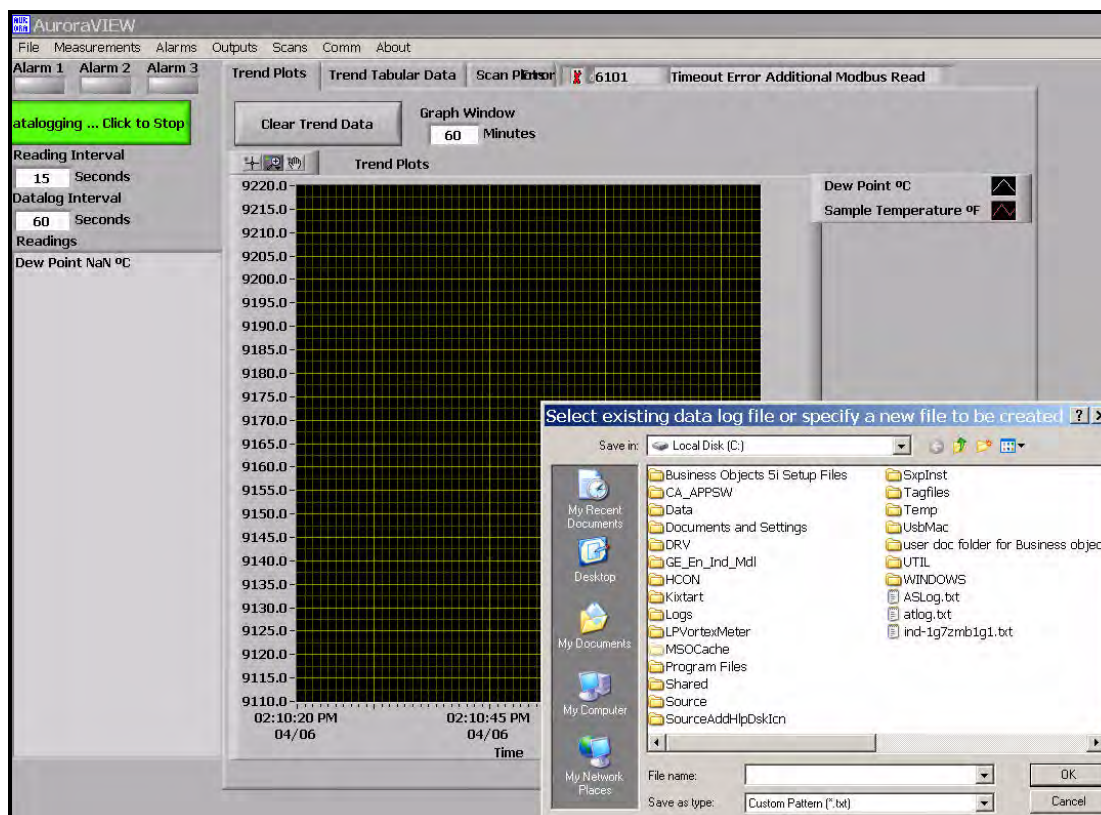 AUR
ORA
AuroraVIEW
File Measurements Alarms Outputs Scans Comm About
Alarm 1 Alarm 2 Alarm 3
atalogging ... Click to Stop
Reading Interval
15 Seconds
Datalog Interval
60 Seconds
Readings
Dew Point NaN ºC
Trend Plots Trend Tabular Data Scan Plots 6101 Timeout Error Additional Modbus Read
Clear Trend Data
Graph Window
60 Minutes
Trend Plots
9220.0
9215.0
9210.0
9205.0
9200.0
9195.0
9190.0
9185.0
9180.0
9175.0
9170.0
9165.0
9160.0
9155.0
9150.0
9145.0
9140.0
9135.0
9130.0
9125.0
9120.0
9115.0
9110.0
02:10:20 PM 02:10:45 PM
04/06 04/06
Time
Dew Point ºC
Sample Temperature ºF
Select existing data log file or specify a new file to be created
Save in: Local Disk (C:)
My Recent
Documents
Desktop
My Documents
My Computer
My Network
Places
Business Objects 5i Setup Files
CA_APPSW
Data
Documents and Settings
DRV
GE_En_Ind_Mdl
HCON
Kixtart
Logs
LPVortexMeter
MSOCache
Program Files
Shared
Source
SourceAddHlpDskIcn
SxpInst
Tagfiles
Temp
UsbMac
user doc folder for Business objec
UTIL
WINDOWS
ASLog.txt
atlog.txt
ind-1g7zmb1g1.txt
File name: OK
Save as type: Custom Pattern (*.txt) Cancel